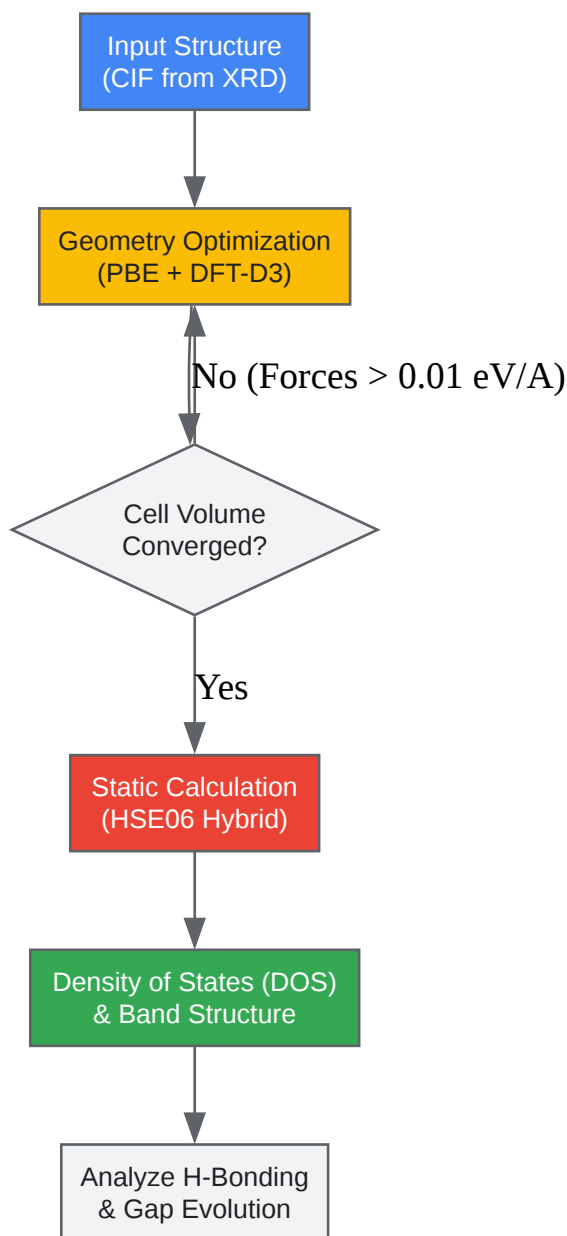 Input Structure
(CIF from XRD)
Geometry Optimization
(PBE + DFT-D3)
No (Forces > 0.01 eV/A)
Cell Volume
Converged?
Yes
Static Calculation
(HSE06 Hybrid)
Density of States (DOS)
& Band Structure
Analyze H-Bonding
& Gap Evolution